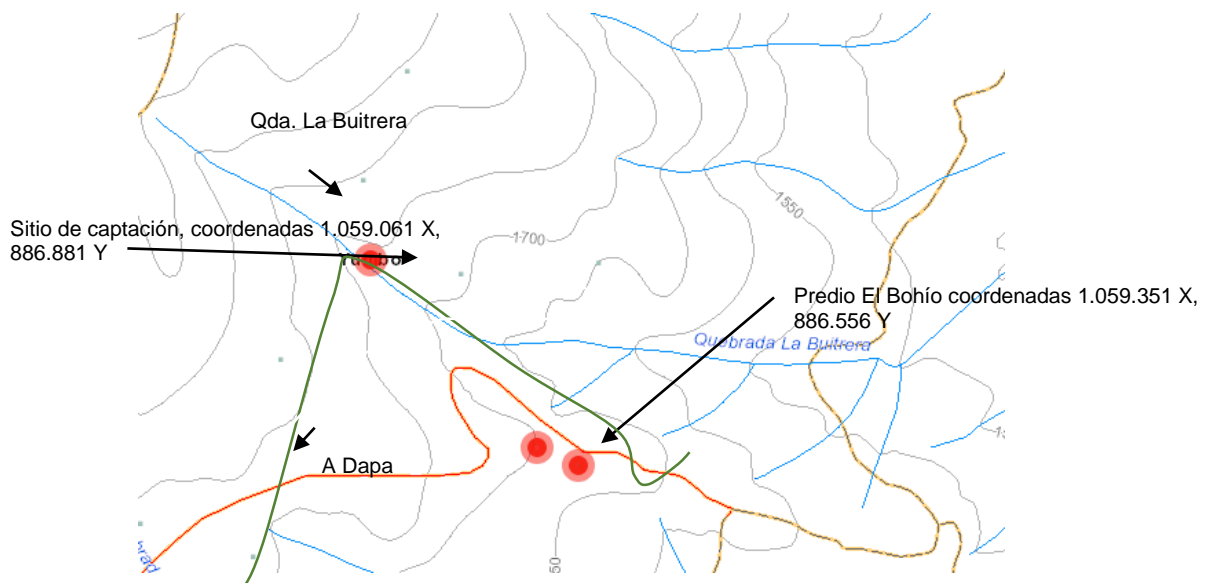 Qda. La Buitrera
1550
Sitio de captación, coordenadas 1.059.061 X,
886.881 Y
1700
Predio El Bohío coordenadas 1.059.351 X,
886.556 Y
Quebrada La Buitrera
A Dapa